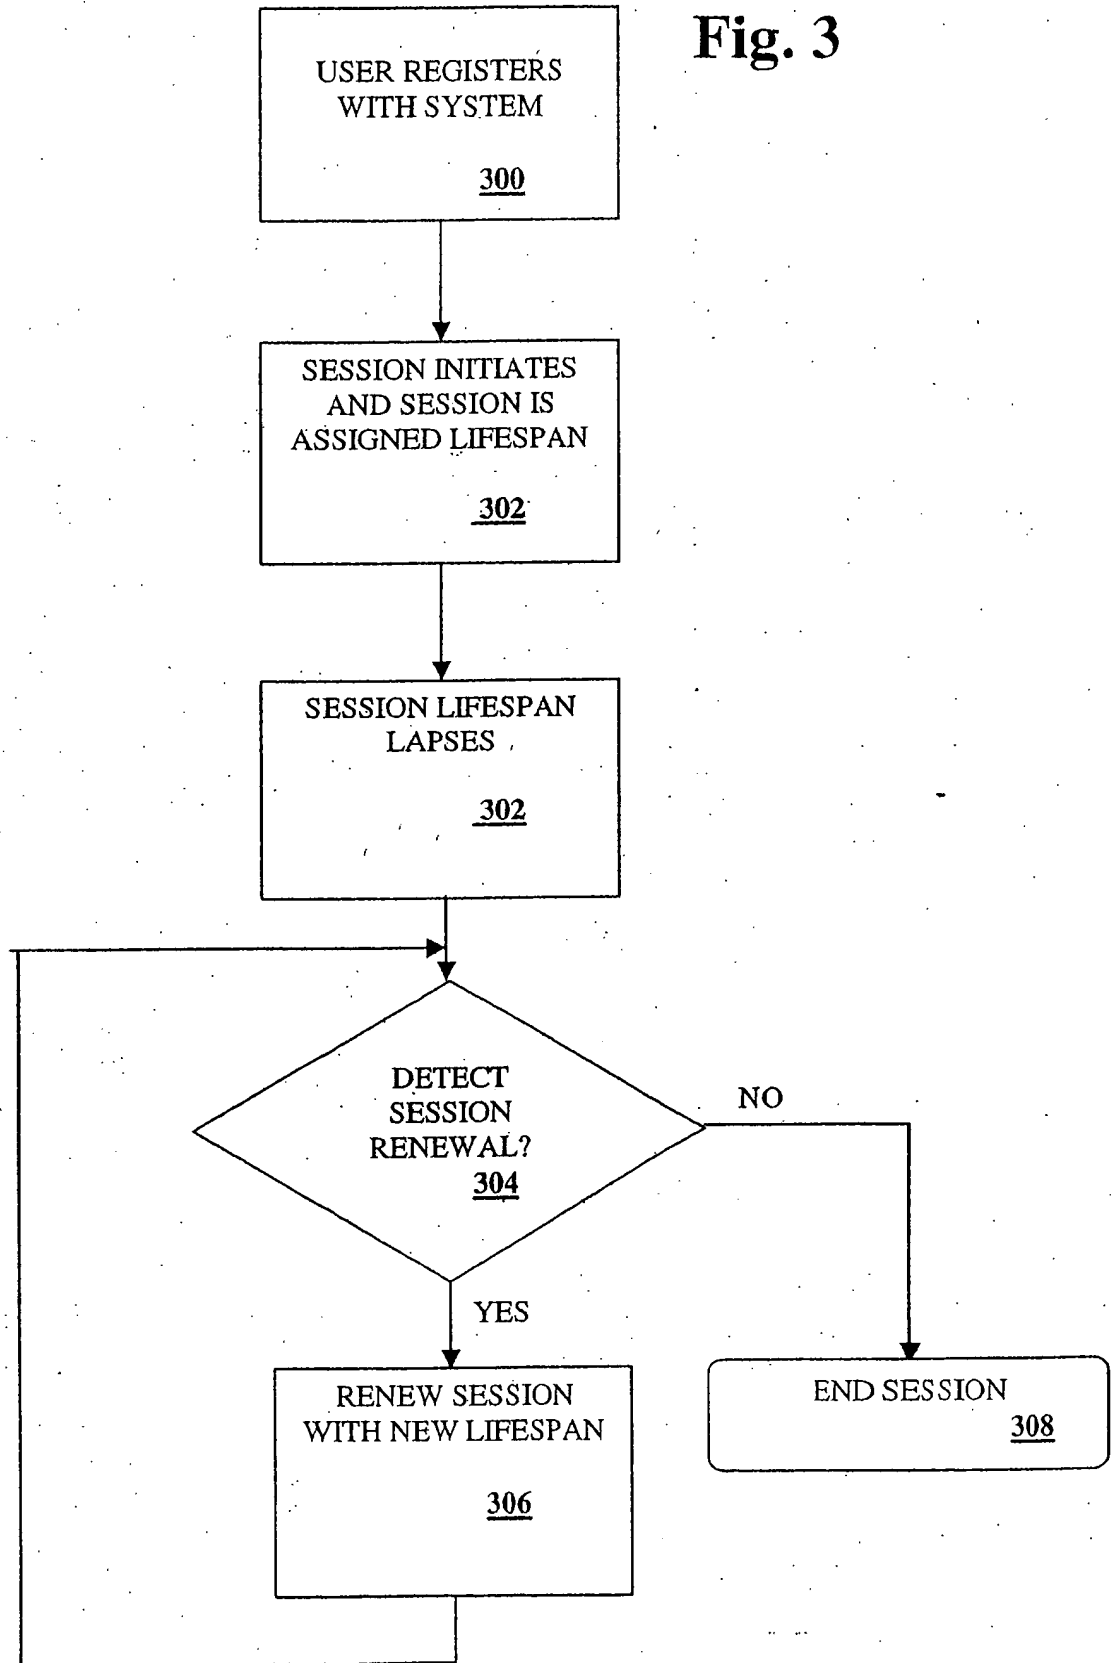 Fig. 3
USER REGISTERS
WITH SYSTEM
300
SESSION INITIATES
AND SESSION IS
ASSIGNED LIFESPAN
302
SESSION LIFESPAN
LAPSES
302
DETECT
SESSION
RENEWAL?
304
NO
YES
RENEW SESSION
WITH NEW LIFESPAN
306
END SESSION
308